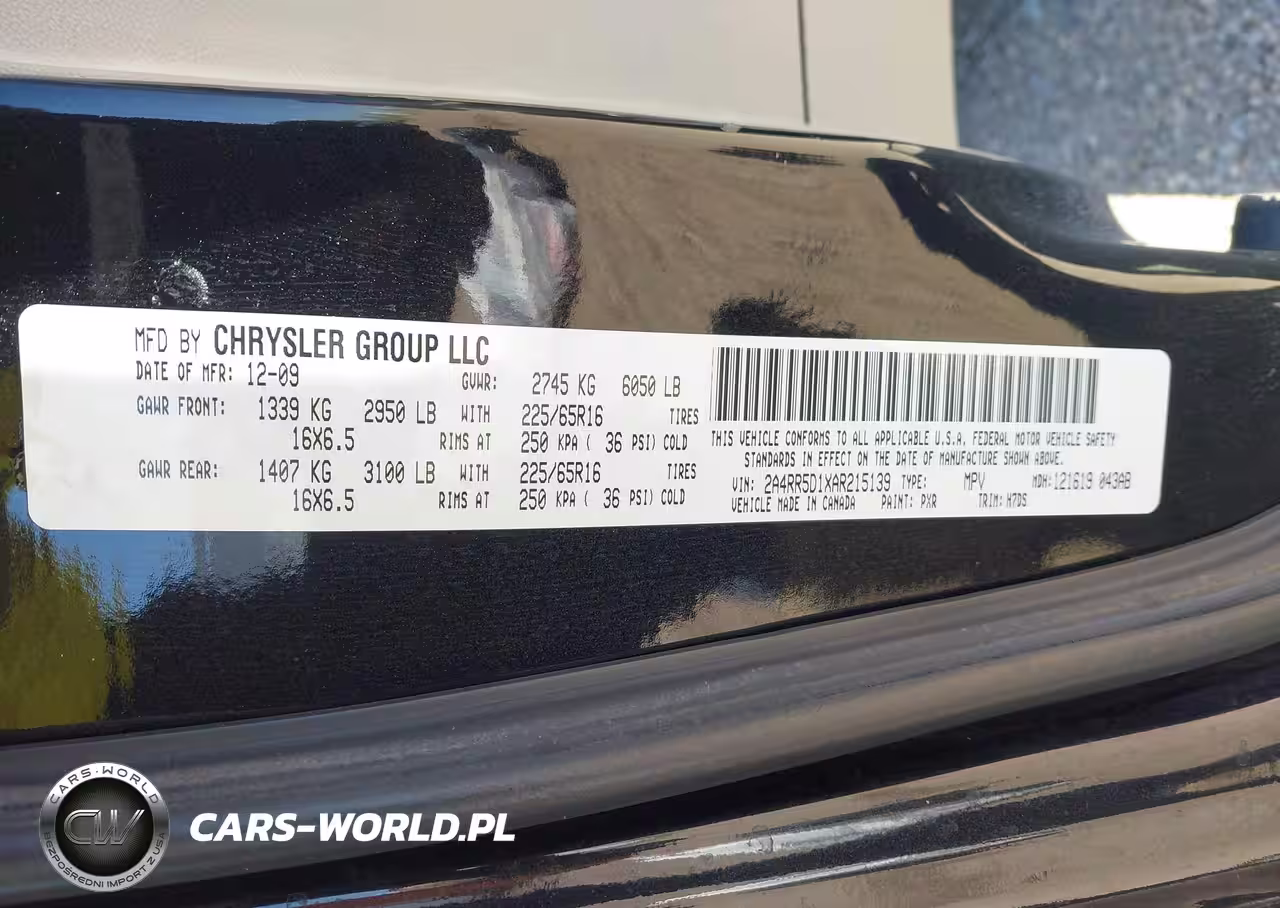 MFD BY CHRYSLER GROUP LLC
DATE OF MFR: 12-09 GVWR: 2745 KG 6050 LB
GAWR FRONT: 1339 KG 2950 LB WITH 225/65R16 TIRES
16X6.5 RIMS AT 250 KPA ( 36 PSI) COLD
GAWR REAR: 1407 KG 3100 LB WITH 225/65R16 TIRES
16X6.5 RIMS AT 250 KPA ( 36 PSI) COLD
THIS VEHICLE CONFORMS TO ALL APPLICABLE U.S.A. FEDERAL MOTOR VEHICLE SAFETY
STANDARDS IN EFFECT ON THE DATE OF MANUFACTURE SHOWN ABOVE.
VIN: 2A4RR5D1XAR215139 TYPE: MPV MDH: 121619 043AB
VEHICLE MADE IN CANADA PAINT: PXR TRIM: H7DS
CARS-WORLD
CW
BEZPOŚREDNI IMPORT Z USA
CARS-WORLD.PL